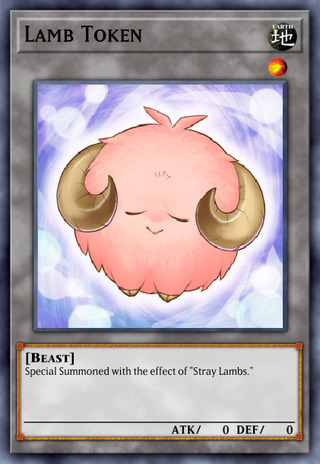 Lamb Token
EARTH
地
[Beast]
Special Summoned with the effect of "Stray Lambs."
ATK/ 0 DEF/ 0